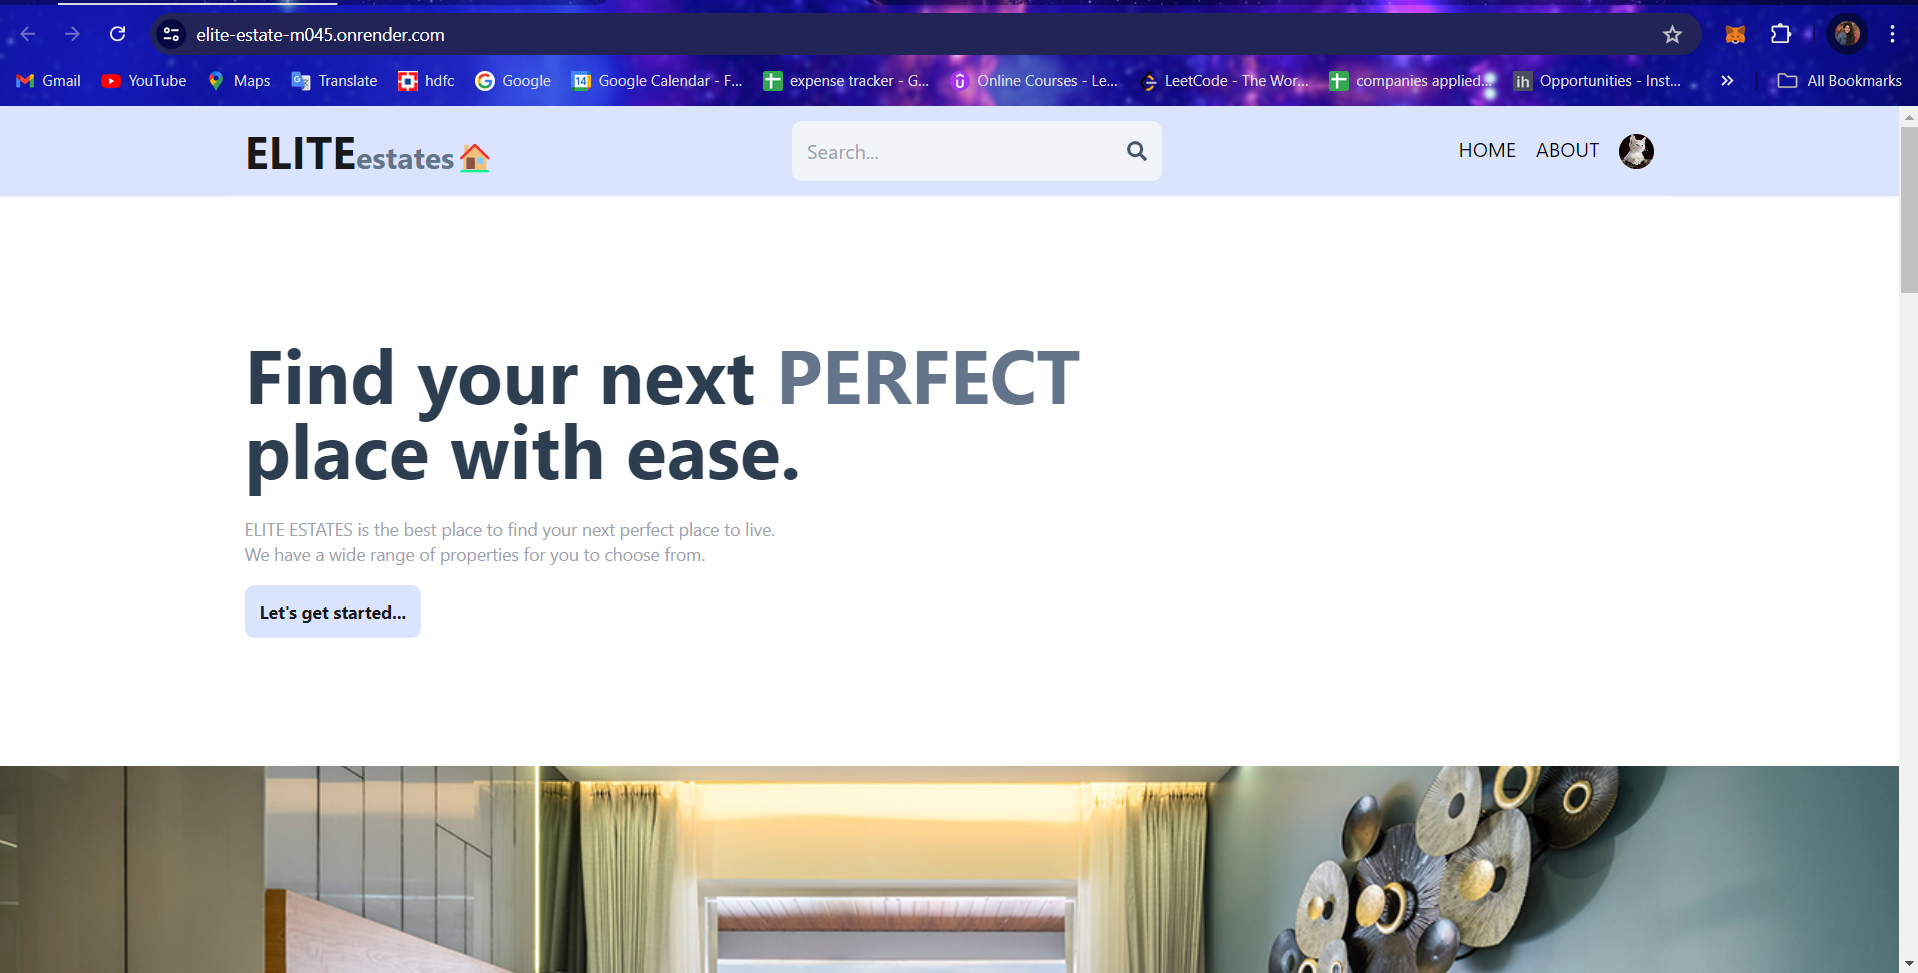 elite-estate-m045.onrender.com
Gmail YouTube Maps Translate hdfc Google 14 Google Calendar - F... expense tracker - G... Online Courses - Le... LeetCode - The Wor... companies applied... ih Opportunities - Inst... » All Bookmarks
ELITEestates Search... HOME ABOUT
Find your next PERFECT
place with ease.
ELITE ESTATES is the best place to find your next perfect place to live.
We have a wide range of properties for you to choose from.
Let's get started...